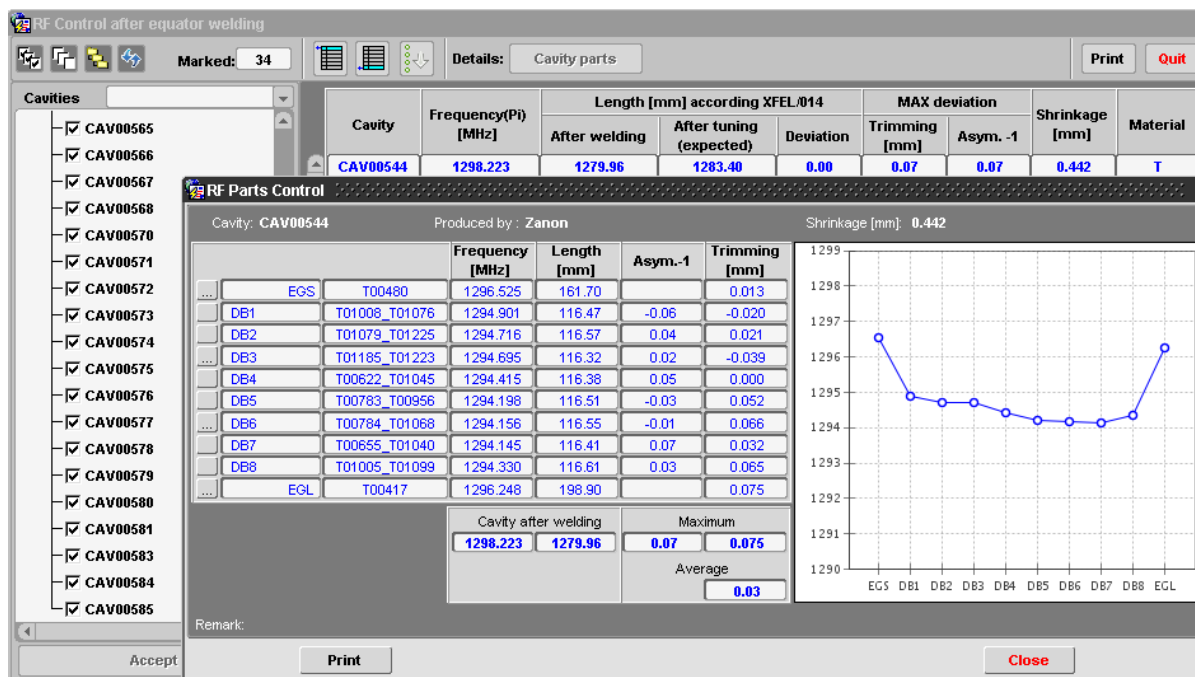 RF Control after equator welding
Marked: 34 Details: Cavity parts Print Quit
Cavities
CAV00565
CAV00566
CAV00567
CAV00568
CAV00570
CAV00571
CAV00572
CAV00573
CAV00574
CAV00575
CAV00576
CAV00577
CAV00578
CAV00579
CAV00580
CAV00581
CAV00583
CAV00584
CAV00585
Accept
Cavity Frequency(Pi) [MHz] Length [mm] according XFEL/014 MAX deviation Shrinkage [mm] Material
After welding After tuning (expected) Deviation Trimming [mm] Asym. -1
CAV00544 1298.223 1279.96 1283.40 0.00 0.07 0.07 0.442 T
RF Parts Control
Cavity: CAV00544 Produced by : Zanon Shrinkage [mm]: 0.442
Frequency [MHz] Length [mm] Asym.-1 Trimming [mm]
... EGS T00480 1296.525 161.70 0.013
DB1 T01008_T01076 1294.901 116.47 -0.06 -0.020
DB2 T01079_T01225 1294.716 116.57 0.04 0.021
... DB3 T01185_T01223 1294.695 116.32 0.02 -0.039
DB4 T00622_T01045 1294.415 116.38 0.05 0.000
DB5 T00783_T00956 1294.198 116.51 -0.03 0.052
... DB6 T00784_T01068 1294.156 116.55 -0.01 0.066
DB7 T00655_T01040 1294.145 116.41 0.07 0.032
DB8 T01005_T01099 1294.330 116.61 0.03 0.065
... EGL T00417 1296.248 198.90 0.075
Cavity after welding Maximum
1298.223 1279.96 0.07 0.075
Average
0.03
1299
1298
1297
1296
1295
1294
1293
1292
1291
1290
EGS DB1 DB2 DB3 DB4 DB5 DB6 DB7 DB8 EGL
Remark:
Print Close